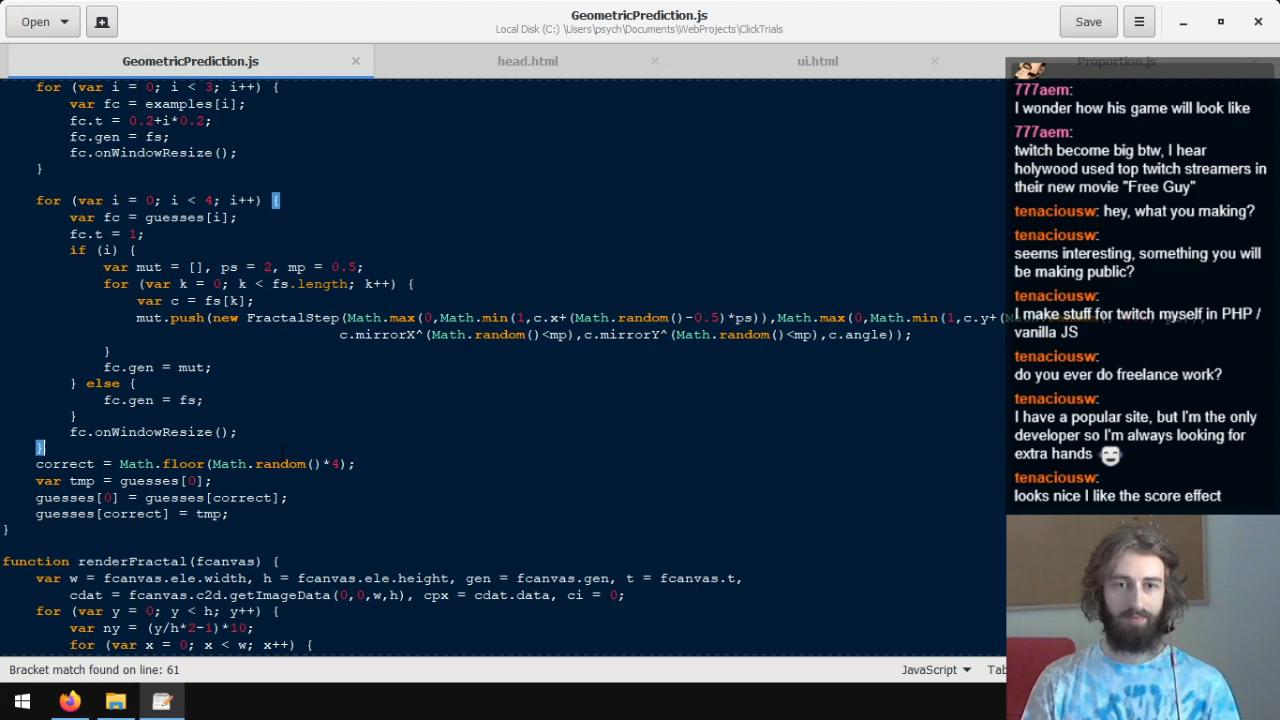 Open
GeometricPrediction.js
Local Disk (C:) \Users\psych\Documents\WebProjects\ClickTrials
Save
GeometricPrediction.js
head.html
ui.html
Proportion.js
for (var i = 0; i < 3; i++) {
var fc = examples[i];
fc.t = 0.2+i*0.2;
fc.gen = fs;
fc.onWindowResize();
}
for (var i = 0; i < 4; i++) {
var fc = guesses[i];
fc.t = 1;
if (i) {
var mut = [], ps = 2, mp = 0.5;
for (var k = 0; k < fs.length; k++) {
var c = fs[k];
mut.push(new FractalStep(Math.max(0,Math.min(1,c.x+(Math.random()-0.5)*ps)),Math.max(0,Math.min(1,c.y+(
c.mirrorX^(Math.random()<mp),c.mirrorY^(Math.random()<mp),c.angle));
}
fc.gen = mut;
} else {
fc.gen = fs;
}
fc.onWindowResize();
}
correct = Math.floor(Math.random()*4);
var tmp = guesses[0];
guesses[0] = guesses[correct];
guesses[correct] = tmp;
}
function renderFractal(fcanvas) {
var w = fcanvas.ele.width, h = fcanvas.ele.height, gen = fcanvas.gen, t = fcanvas.t,
cdat = fcanvas.c2d.getImageData(0,0,w,h), cpx = cdat.data, ci = 0;
for (var y = 0; y < h; y++) {
var ny = (y/h*2-1)*10;
for (var x = 0; x < w; x++) {
777aem:
I wonder how his game will look like
777aem:
twitch become big btw, I hear
holywood used top twitch streamers in
their new movie "Free Guy"
tenaciousw: hey, what you making?
tenaciousw:
seems interesting, something you will
be making public?
tenaciousw:
I make stuff for twitch myself in PHP /
vanilla JS
tenaciousw:
do you ever do freelance work?
tenaciousw:
I have a popular site, but I'm the only
developer so I'm always looking for
extra hands
tenaciousw:
looks nice I like the score effect
Bracket match found on line: 61
JavaScript
Tab